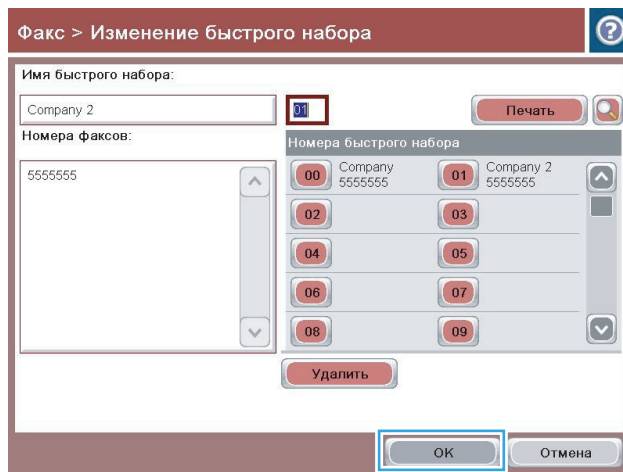 Факс > Изменение быстрого набора
?
Имя быстрого набора:
Company 2
01
Печать
Номера факсов:
Номера быстрого набора
5555555
00 Company 5555555
01 Company 2 5555555
02
03
04
05
06
07
08
09
Удалить
OK
Отмена